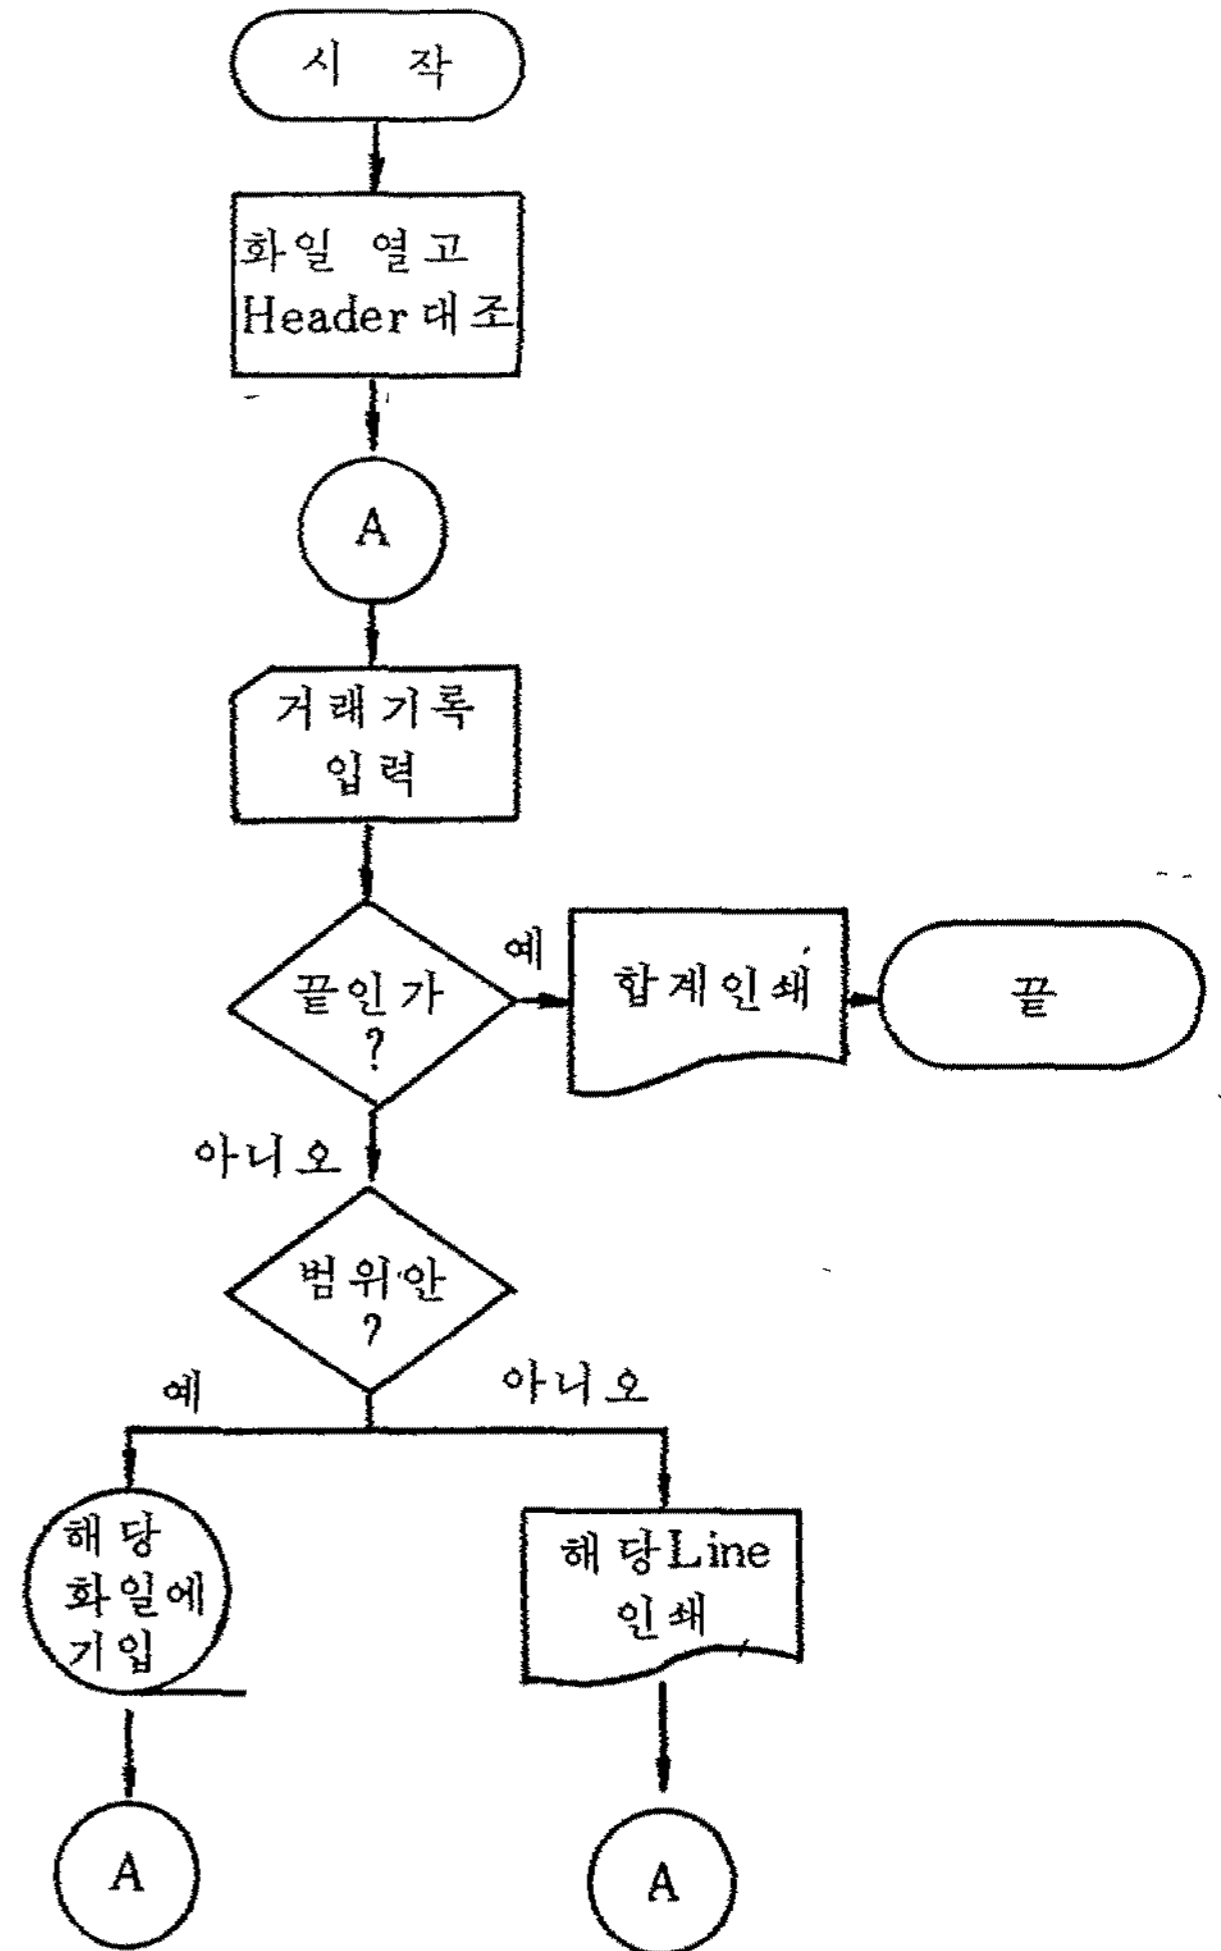 시 작
화일 열고
Header 대조
A
거래기록
입력
끝인가
?
예
합계인쇄
끝
아니오
범위안
?
예
아니오
해당
화일에
기입
해당Line
인쇄
A
A